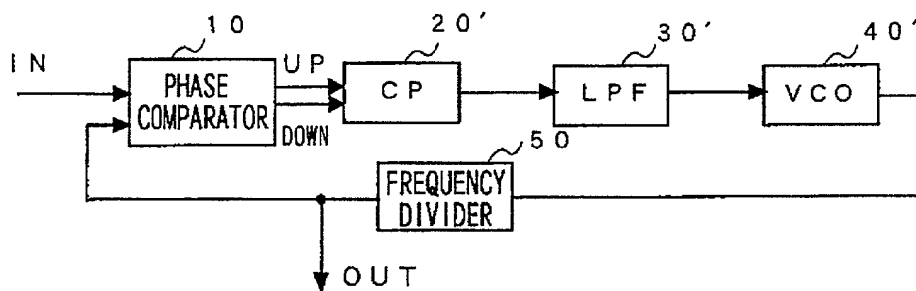 10
20′
30′
40′
IN
UP
PHASE
COMPARATOR
CP
LPF
VCO
DOWN
50
FREQUENCY
DIVIDER
OUT